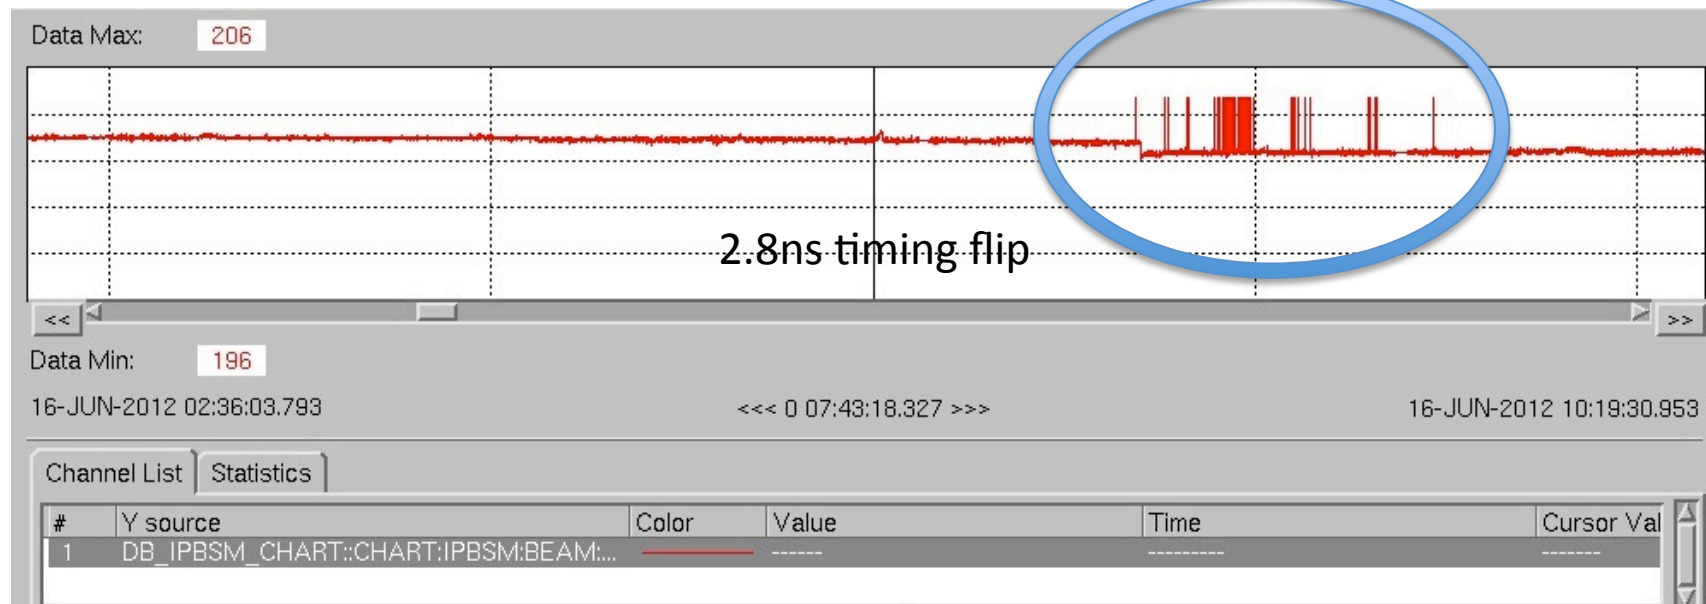 Data Max: 206
2.8ns timing flip
<< >>
Data Min: 196
16-JUN-2012 02:36:03.793 <<< 0 07:43:18.327 >>> 16-JUN-2012 10:19:30.953
Channel List Statistics
# Y source Color Value Time Cursor Val
1 DB_IPBSM_CHART::CHART:IPBSM:BEAM:... ------ --------- -------